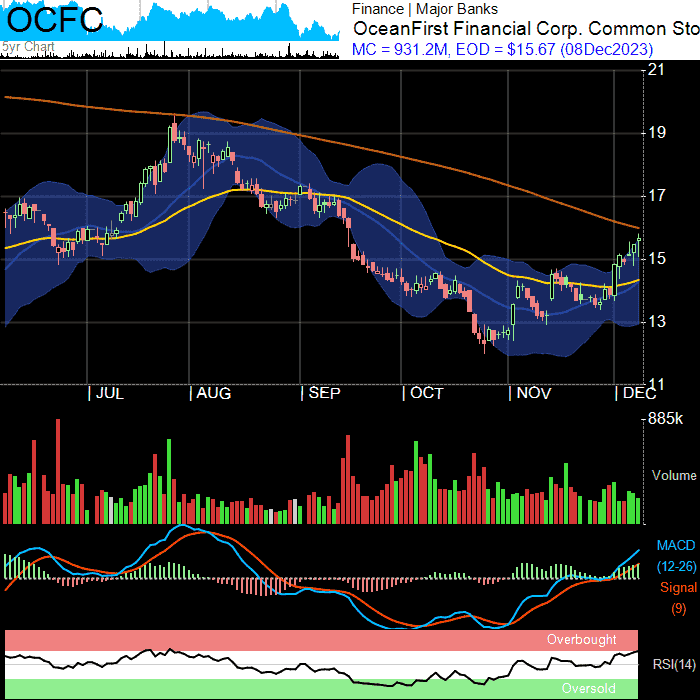 OCFC
5yr Chart
Finance | Major Banks
OceanFirst Financial Corp. Common Sto
MC = 931.2M, EOD = $15.67 (08Dec2023)
21
19
17
15
13
11
JUL AUG SEP OCT NOV DEC
885k
Volume
MACD
(12-26)
Signal
(9)
Overbought
RSI(14)
Oversold